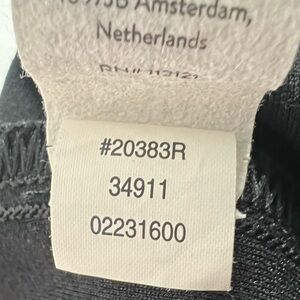 Amsterdam,
Netherlands
#20383R
34911
02231600